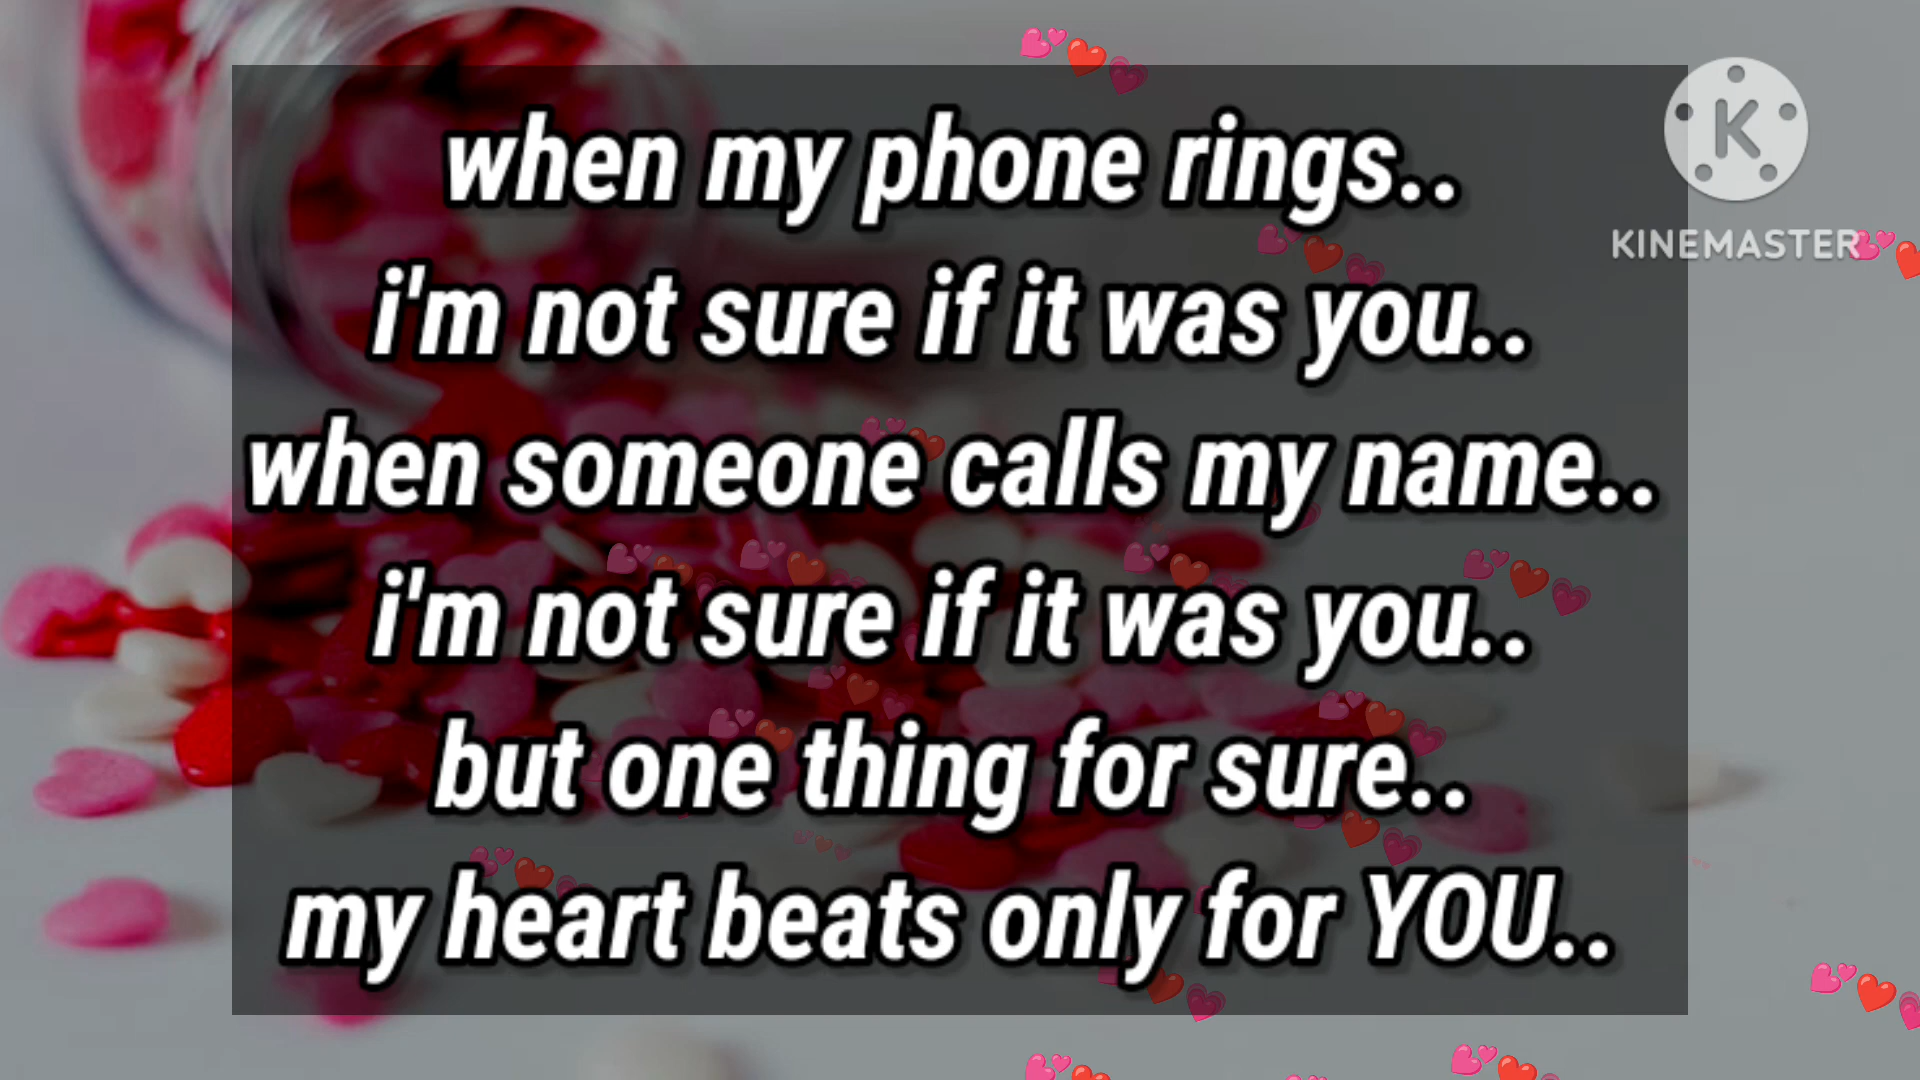 when my phone rings..
i'm not sure if it was you..
when someone calls my name..
i'm not sure if it was you..
but one thing for sure..
my heart beats only for YOU..
K
KINEMASTER